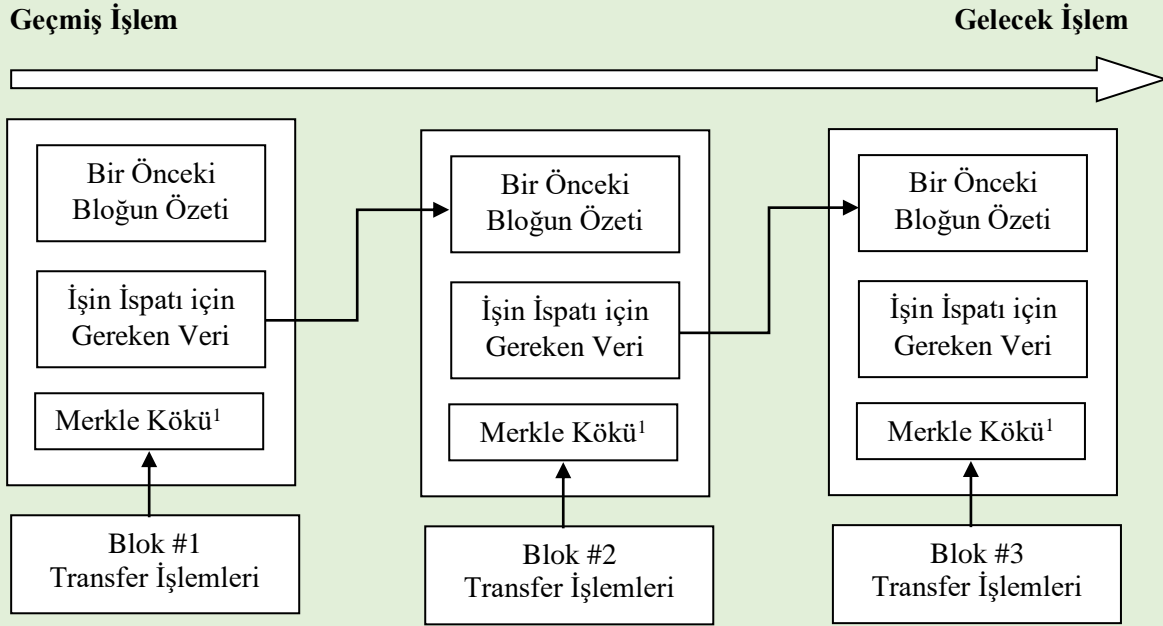 Geçmiş İşlem
Gelecek İşlem
Bir Önceki
Bloğun Özeti
İşin İspatı için
Gereken Veri
Merkle Kökü¹
Blok #1
Transfer İşlemleri
Bir Önceki
Bloğun Özeti
İşin İspatı için
Gereken Veri
Merkle Kökü¹
Blok #2
Transfer İşlemleri
Bir Önceki
Bloğun Özeti
İşin İspatı için
Gereken Veri
Merkle Kökü¹
Blok #3
Transfer İşlemleri